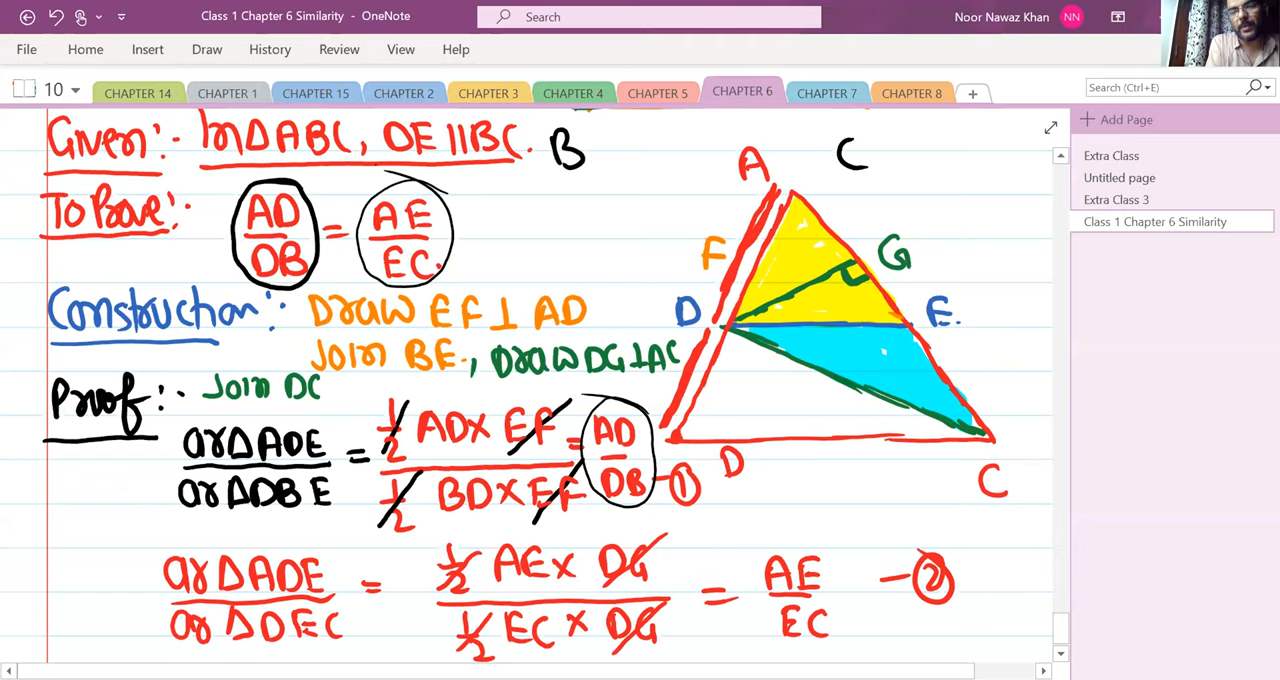 Class 1 Chapter 6 Similarity - OneNote
Search
Noor Nawaz Khan NN
File Home Insert Draw History Review View Help
10 CHAPTER 14 CHAPTER 1 CHAPTER 15 CHAPTER 2 CHAPTER 3 CHAPTER 4 CHAPTER 5 CHAPTER 6 CHAPTER 7 CHAPTER 8 +
Search (Ctrl+E)
Add Page
Extra Class
Untitled page
Extra Class 3
Class 1 Chapter 6 Similarity
Given:- In ΔABC, DE || BC.
B
C
To Prove:- AD/DB = AE/EC.
Construction:- Draw EF ⊥ AD
Join BE., Draw DG ⊥ AC
Join DC
Proof:-
ar ΔADE / ar ΔDBE = 1/2 AD × EF / 1/2 BD × EF = AD/DB - ①
ar ΔADE / ar ΔDEC = 1/2 AE × DG / 1/2 EC × DG = AE/EC - ②
A
F
G
D
E.
D
C